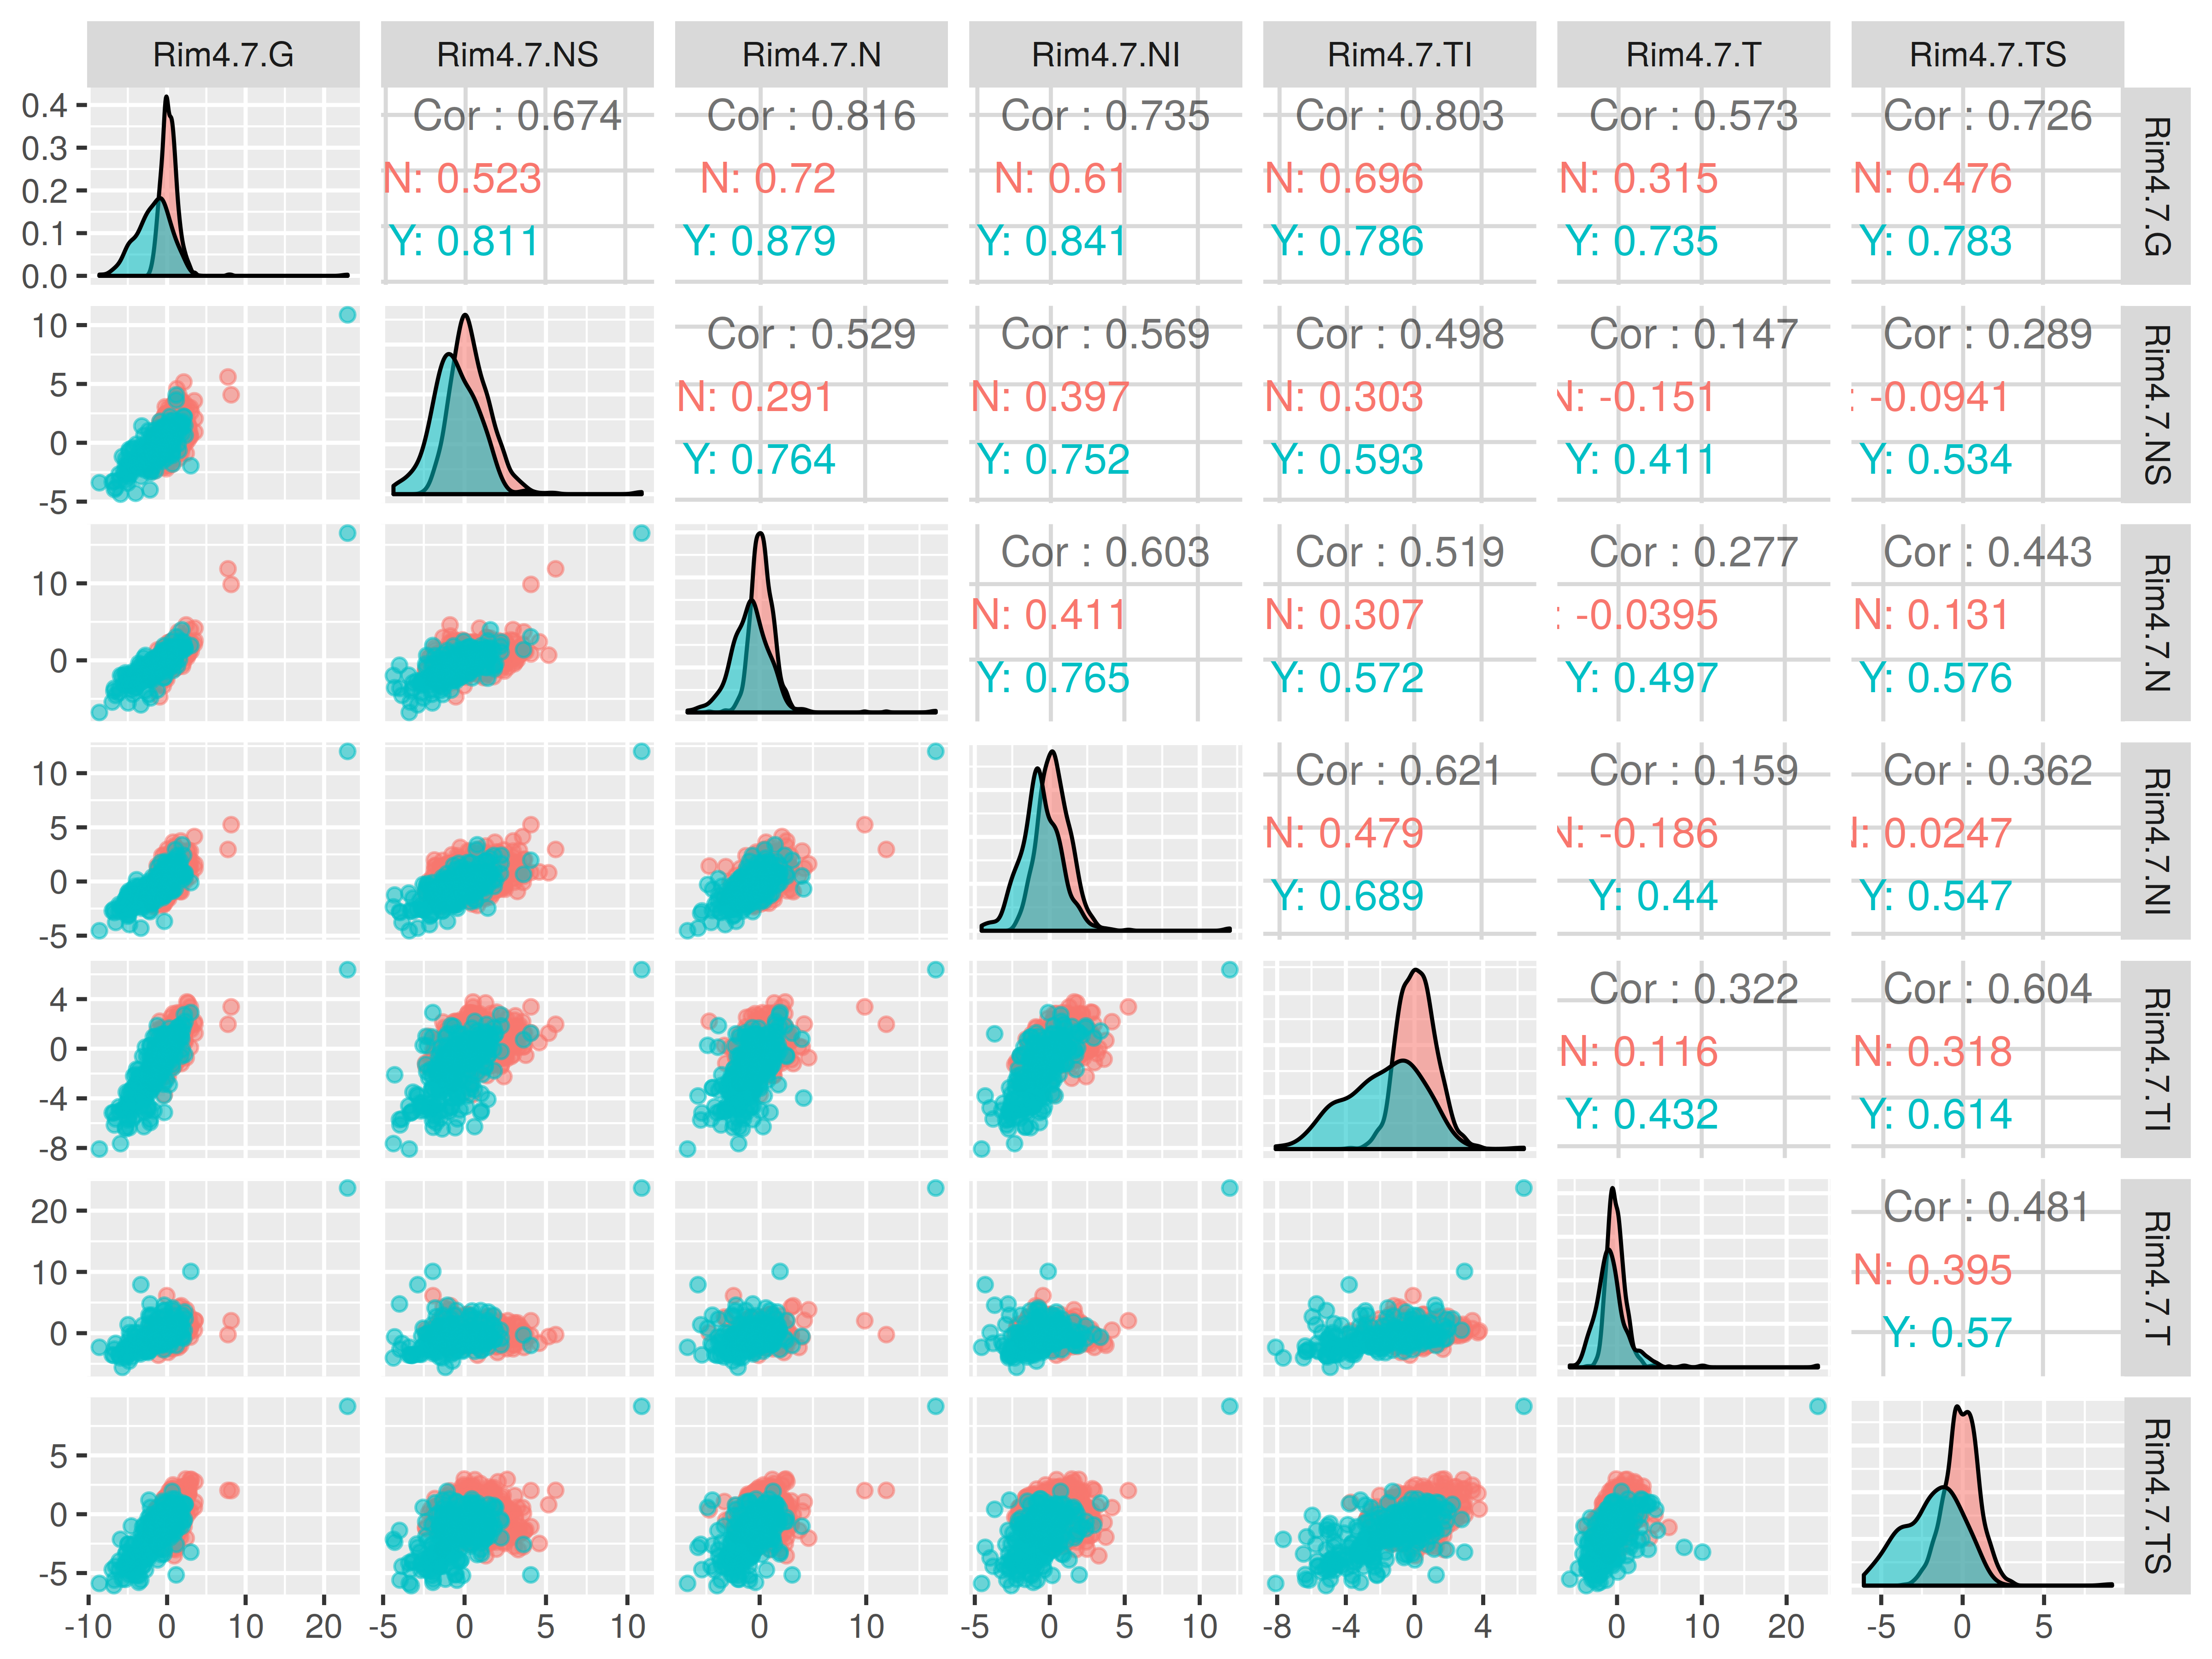 Rim4.7.G Rim4.7.NS Rim4.7.N Rim4.7.NI Rim4.7.TI Rim4.7.T Rim4.7.TS
0.4
0.3
0.2
0.1
0.0
Cor : 0.674
N: 0.523
Y: 0.811
Cor : 0.816
N: 0.72
Y: 0.879
Cor : 0.735
N: 0.61
Y: 0.841
Cor : 0.803
N: 0.696
Y: 0.786
Cor : 0.573
N: 0.315
Y: 0.735
Cor : 0.726
N: 0.476
Y: 0.783
Rim4.7.G
10
5
0
-5
Cor : 0.529
N: 0.291
Y: 0.764
Cor : 0.569
N: 0.397
Y: 0.752
Cor : 0.498
N: 0.303
Y: 0.593
Cor : 0.147
N: -0.151
Y: 0.411
Cor : 0.289
: -0.0941
Y: 0.534
Rim4.7.NS
10
0
Cor : 0.603
N: 0.411
Y: 0.765
Cor : 0.519
N: 0.307
Y: 0.572
Cor : 0.277
: -0.0395
Y: 0.497
Cor : 0.443
N: 0.131
Y: 0.576
Rim4.7.N
10
5
0
-5
Cor : 0.621
N: 0.479
Y: 0.689
Cor : 0.159
N: -0.186
Y: 0.44
Cor : 0.362
N: 0.0247
Y: 0.547
Rim4.7.NI
4
0
-4
-8
Cor : 0.322
N: 0.116
Y: 0.432
Cor : 0.604
N: 0.318
Y: 0.614
Rim4.7.TI
20
10
0
Cor : 0.481
N: 0.395
Y: 0.57
Rim4.7.T
5
0
-5
Rim4.7.TS
-10 0 10 20 -5 0 5 10 0 10 -5 0 5 10 -8 -4 0 4 0 10 20 -5 0 5